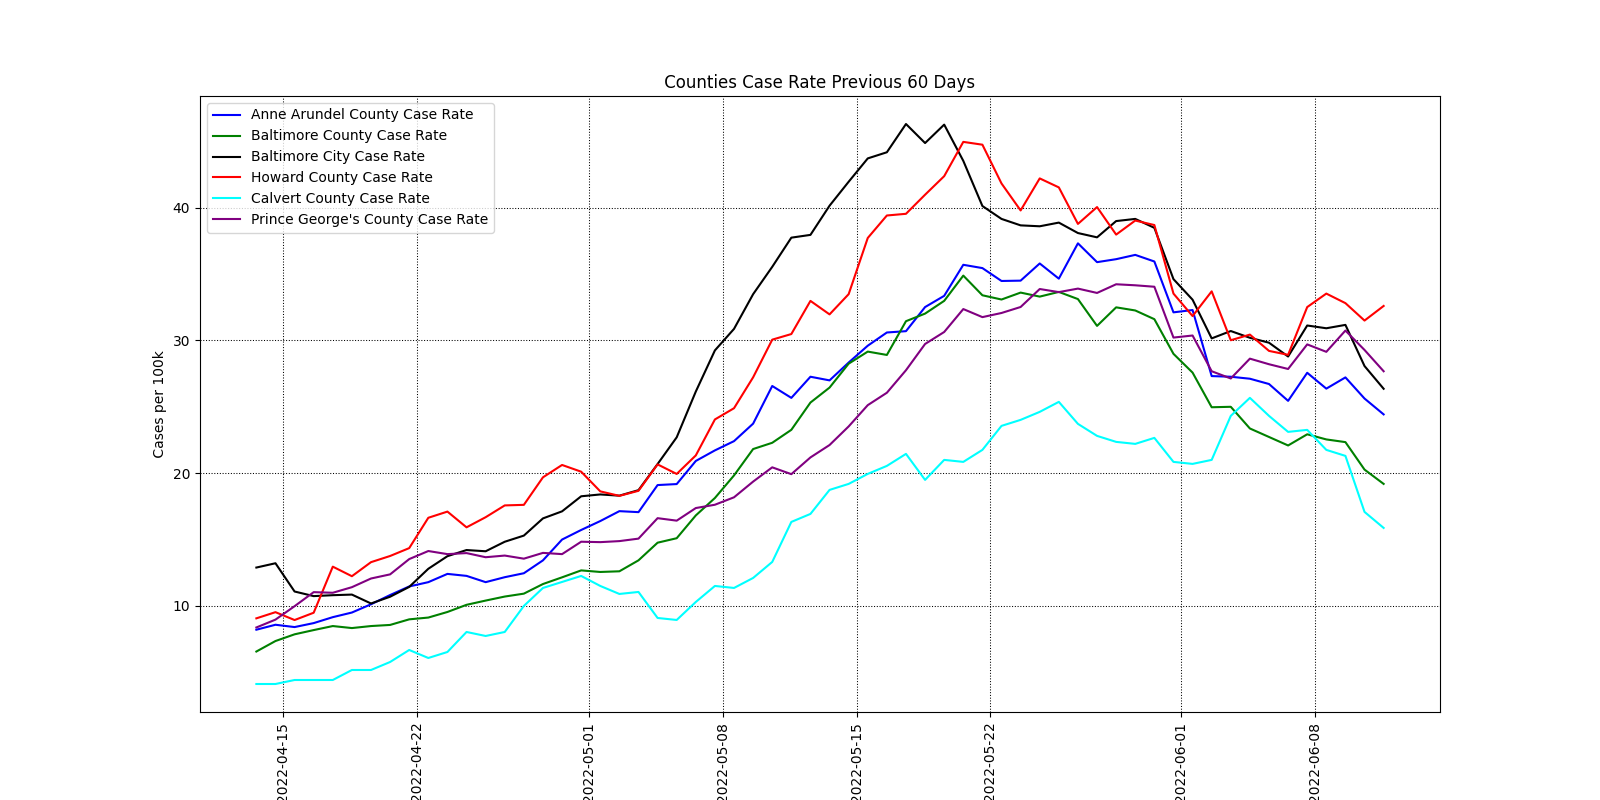 Counties Case Rate Previous 60 Days
Anne Arundel County Case Rate
Baltimore County Case Rate
Baltimore City Case Rate
Howard County Case Rate
Calvert County Case Rate
Prince George's County Case Rate
Cases per 100k
40
30
20
10
2022-04-15
2022-04-22
2022-05-01
2022-05-08
2022-05-15
2022-05-22
2022-06-01
2022-06-08